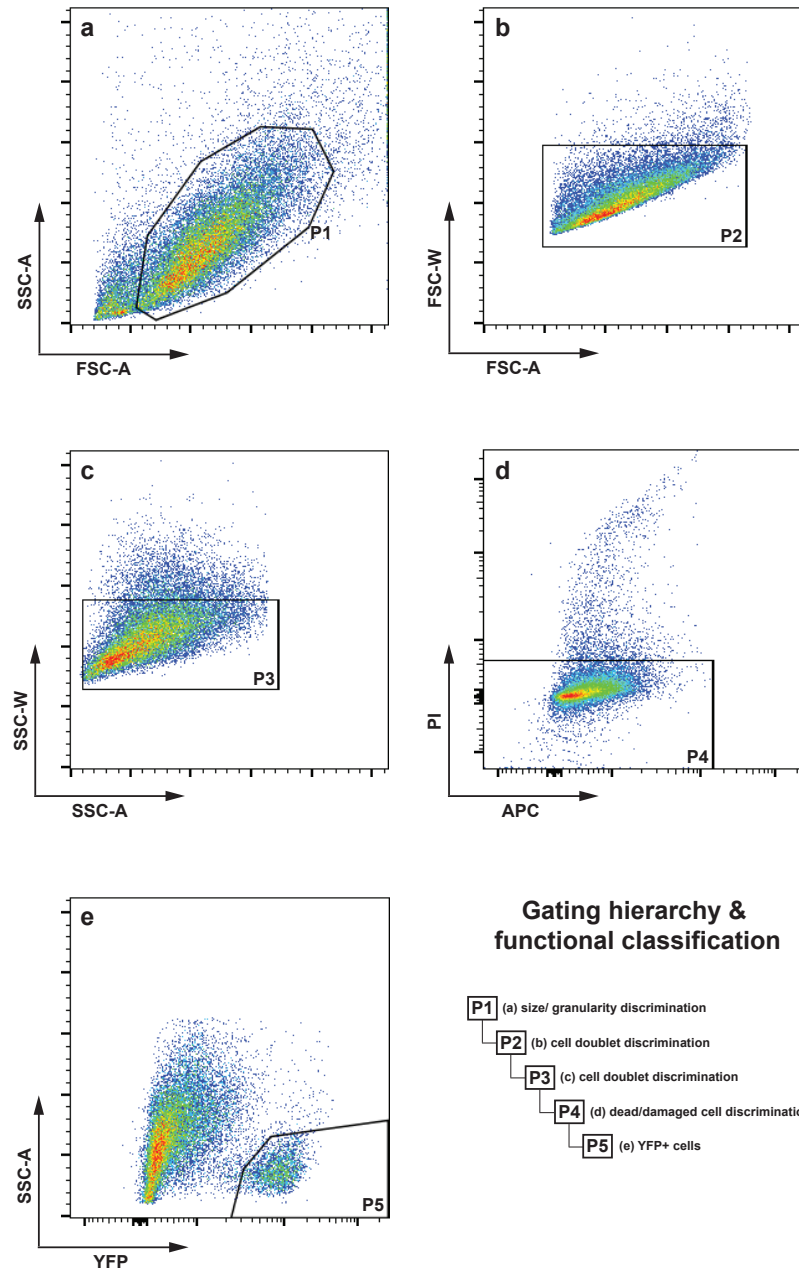 a
SSC-A
P1
FSC-A
b
FSC-W
P2
FSC-A
c
SSC-W
P3
SSC-A
d
PI
P4
APC
e
SSC-A
P5
YFP
Gating hierarchy &
functional classification
P1 (a) size/ granularity discrimination
P2 (b) cell doublet discrimination
P3 (c) cell doublet discrimination
P4 (d) dead/damaged cell discriminatio
P5 (e) YFP+ cells